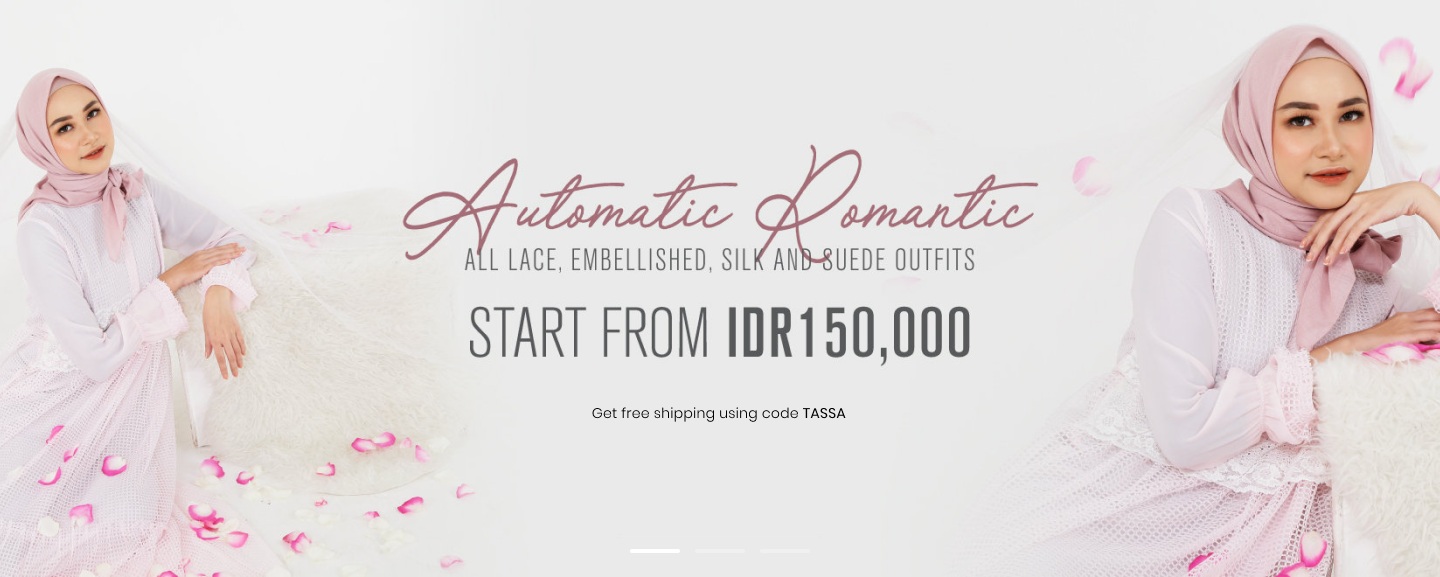 Automatic Romantic
ALL LACE, EMBELLISHED, SILK AND SUEDE OUTFITS
START FROM IDR150,000
Get free shipping using code TASSA